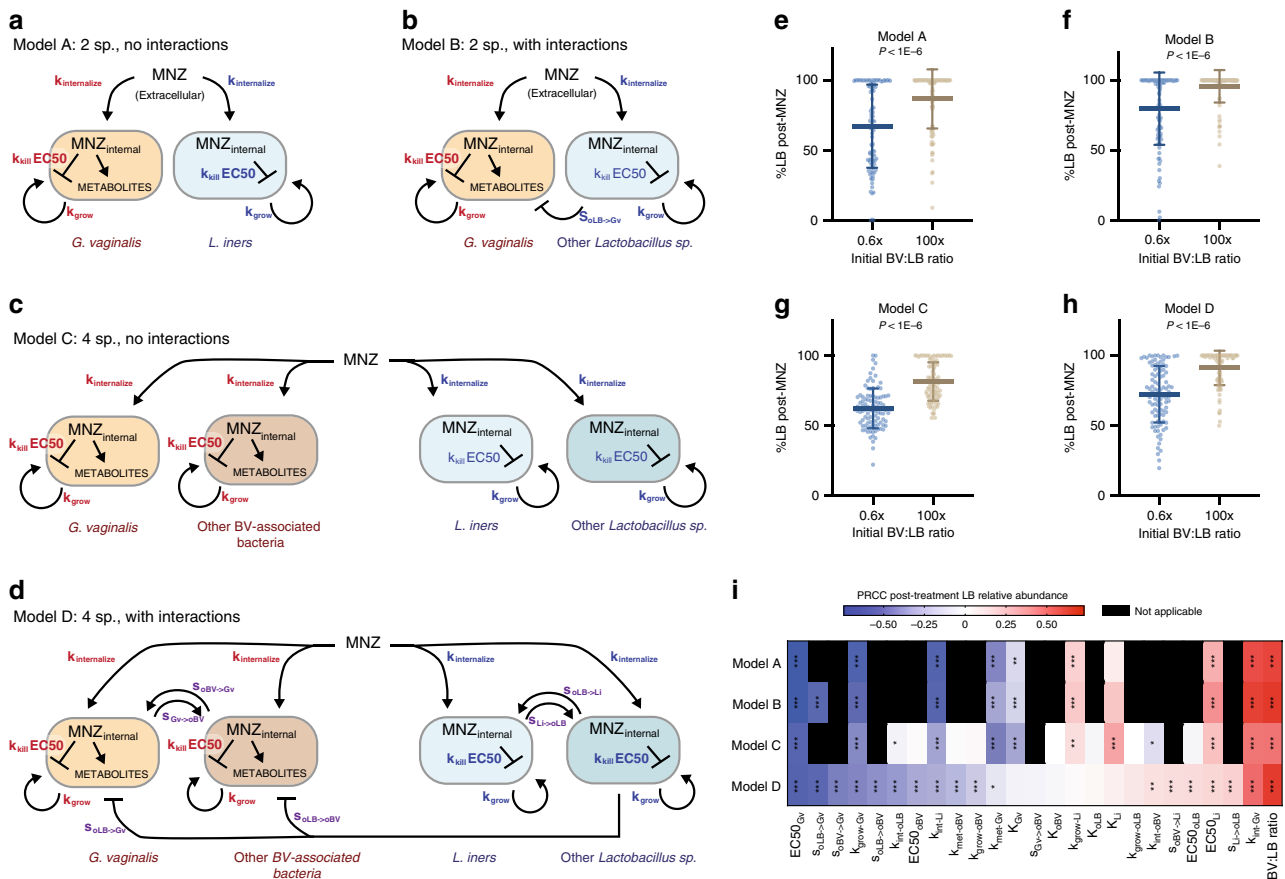 a
Model A: 2 sp., no interactions
MNZ
(Extracellular)
kinternalize
kinternalize
MNZinternal
kkill EC50
METABOLITES
kgrow
G. vaginalis
MNZinternal
kkill EC50
kgrow
L. iners
b
Model B: 2 sp., with interactions
MNZ
(Extracellular)
kinternalize
kinternalize
MNZinternal
kkill EC50
METABOLITES
kgrow
G. vaginalis
MNZinternal
kkill EC50
SoLB->Gv
kgrow
Other Lactobacillus sp.
c
Model C: 4 sp., no interactions
MNZ
kinternalize
kinternalize
kinternalize
kinternalize
MNZinternal
kkill EC50
METABOLITES
kgrow
G. vaginalis
MNZinternal
kkill EC50
METABOLITES
kgrow
Other BV-associated
bacteria
MNZinternal
kkill EC50
kgrow
L. iners
MNZinternal
kkill EC50
kgrow
Other Lactobacillus sp.
d
Model D: 4 sp., with interactions
MNZ
kinternalize
kinternalize
kinternalize
kinternalize
SoBV->Gv
SGv->oBV
SoLB->Li
SLi->oLB
MNZinternal
kkill EC50
METABOLITES
kgrow
SoLB->Gv
G. vaginalis
MNZinternal
kkill EC50
METABOLITES
kgrow
SoLB->oBV
Other BV-associated
bacteria
MNZinternal
kkill EC50
kgrow
L. iners
MNZinternal
kkill EC50
kgrow
Other Lactobacillus sp.
e
Model A
P < 1E–6
%LB post-MNZ
100
50
0
0.6x 100x
Initial BV:LB ratio
f
Model B
P < 1E–6
%LB post-MNZ
100
50
0
0.6x 100x
Initial BV:LB ratio
g
Model C
P < 1E–6
%LB post-MNZ
100
50
0
0.6x 100x
Initial BV:LB ratio
h
Model D
P < 1E–6
%LB post-MNZ
100
50
0
0.6x 100x
Initial BV:LB ratio
i
PRCC post-treatment LB relative abundance
−0.50 −0.25 0 0.25 0.50
Not applicable
Model A
*** *** *** *** ** *** *** *** ***
Model B
*** *** *** *** *** *** *** *** *** ***
Model C
*** *** * *** *** *** ** *** * *** *** ***
Model D
*** *** *** *** *** *** *** *** *** *** * ** *** *** *** *** *** ***
EC50Gv
SoLB->Gv
SoBV->Gv
kgrow-Gv
SoLB->oBV
kint-oLB
EC50oBV
kint-Li
kmet-oBV
kgrow-oBV
kmet-Gv
KGv
SGv->oBV
KoBV
kgrow-Li
KoLB
KLi
kgrow-oLB
kint-oBV
SoBV->Li
EC50oLB
EC50Li
SLi->oLB
kint-Gv
BV:LB ratio